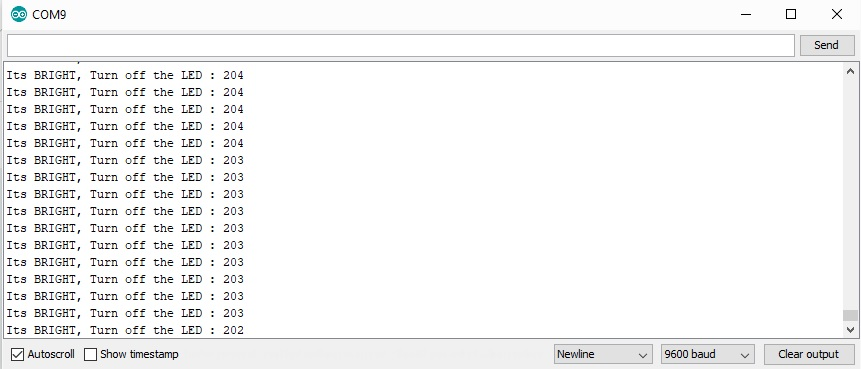 COM9
Send
Its BRIGHT, Turn off the LED : 204
Its BRIGHT, Turn off the LED : 204
Its BRIGHT, Turn off the LED : 204
Its BRIGHT, Turn off the LED : 204
Its BRIGHT, Turn off the LED : 204
Its BRIGHT, Turn off the LED : 203
Its BRIGHT, Turn off the LED : 203
Its BRIGHT, Turn off the LED : 203
Its BRIGHT, Turn off the LED : 203
Its BRIGHT, Turn off the LED : 203
Its BRIGHT, Turn off the LED : 203
Its BRIGHT, Turn off the LED : 203
Its BRIGHT, Turn off the LED : 203
Its BRIGHT, Turn off the LED : 203
Its BRIGHT, Turn off the LED : 203
Its BRIGHT, Turn off the LED : 202
Autoscroll Show timestamp Newline 9600 baud Clear output